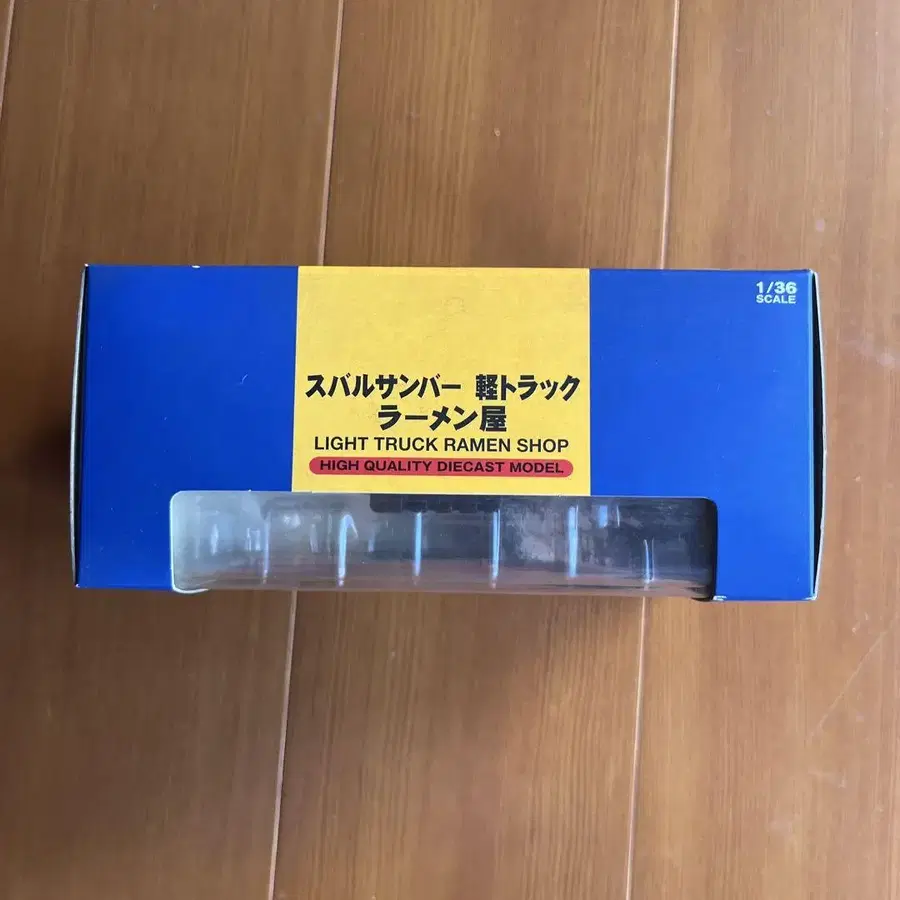 1/36
SCALE
スバルサンバー 軽トラック
ラーメン屋
LIGHT TRUCK RAMEN SHOP
HIGH QUALITY DIECAST MODEL